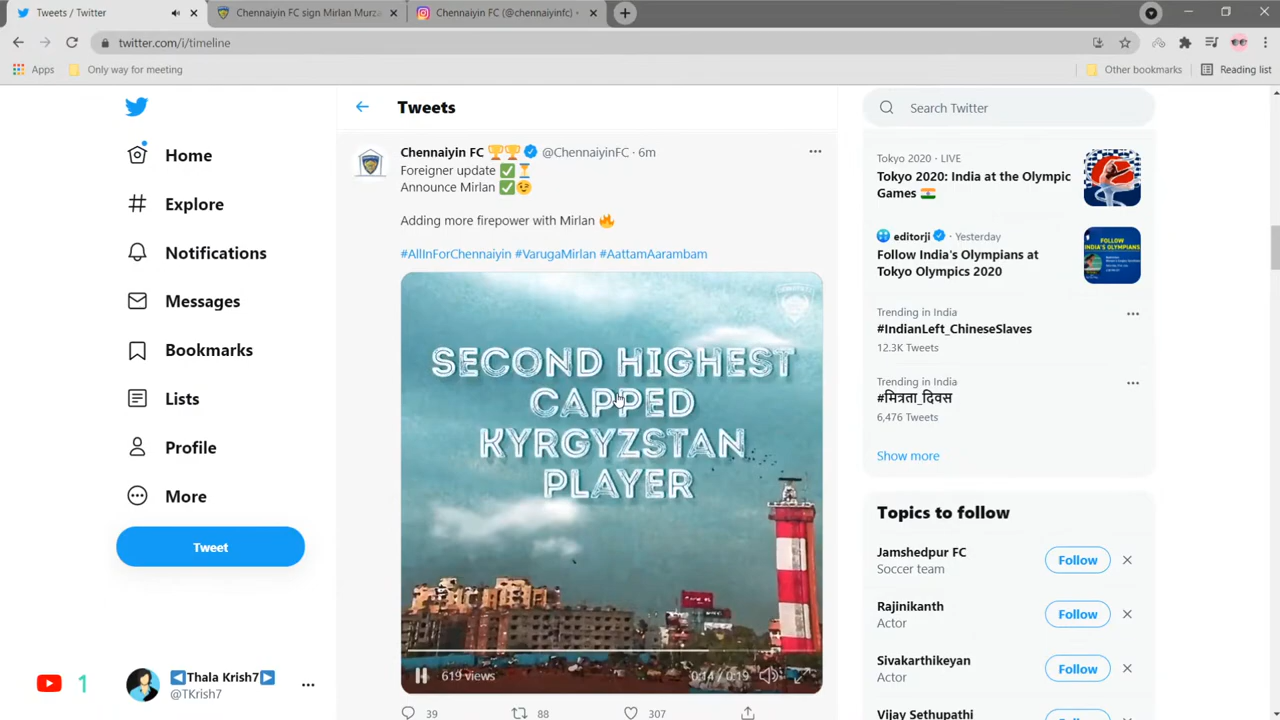 Tweets / Twitter
Chennaiyin FC sign Mirlan Murza
Chennaiyin FC (@chennaiyinfc) •
twitter.com/i/timeline
Apps
Only way for meeting
Other bookmarks
Reading list
Home
Explore
Notifications
Messages
Bookmarks
Lists
Profile
More
Tweet
1
Thala Krish7
@TKrish7
Tweets
Chennaiyin FC 🏆🏆 @ChennaiyinFC · 6m
Foreigner update ✅⏳
Announce Mirlan ✅😉
Adding more firepower with Mirlan 🔥
#AllInForChennaiyin #VarugaMirlan #AattamAarambam
SECOND HIGHEST
CAPPED
KYRGYZSTAN
PLAYER
619 views
0:14 / 0:19
39
88
307
Search Twitter
Tokyo 2020 · LIVE
Tokyo 2020: India at the Olympic
Games 🇮🇳
editorji · Yesterday
Follow India's Olympians at
Tokyo Olympics 2020
FOLLOW
INDIA'S OLYMPIANS
Trending in India
#IndianLeft_ChineseSlaves
12.3K Tweets
Trending in India
#मित्रता_दिवस
6,476 Tweets
Show more
Topics to follow
Jamshedpur FC
Soccer team
Follow
Rajinikanth
Actor
Follow
Sivakarthikeyan
Actor
Follow
Vijay Sethupathi